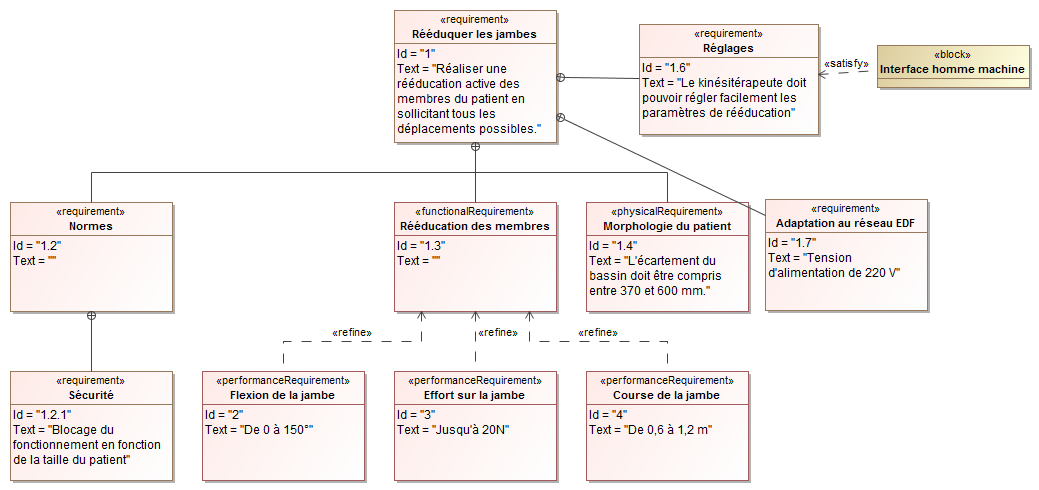 «requirement»
Rééduquer les jambes
Id = "1"
Text = "Réaliser une
rééducation active des
membres du patient en
sollicitant tous les
déplacements possibles."
«requirement»
Réglages
Id = "1.6"
Text = "Le kinésitérapeute doit
pouvoir régler facilement les
paramètres de rééducation"
«satisfy»
«block»
Interface homme machine
«requirement»
Normes
Id = "1.2"
Text = ""
«functionalRequirement»
Rééducation des membres
Id = "1.3"
Text = ""
«physicalRequirement»
Morphologie du patient
Id = "1.4"
Text = "L'écartement du
bassin doit être compris
entre 370 et 600 mm."
«requirement»
Adaptation au réseau EDF
Id = "1.7"
Text = "Tension
d'alimentation de 220 V"
«refine»
«refine»
«refine»
«requirement»
Sécurité
Id = "1.2.1"
Text = "Blocage du
fonctionnement en fonction
de la taille du patient"
«performanceRequirement»
Flexion de la jambe
Id = "2"
Text = "De 0 à 150°"
«performanceRequirement»
Effort sur la jambe
Id = "3"
Text = "Jusqu'à 20N"
«performanceRequirement»
Course de la jambe
Id = "4"
Text = "De 0,6 à 1,2 m"